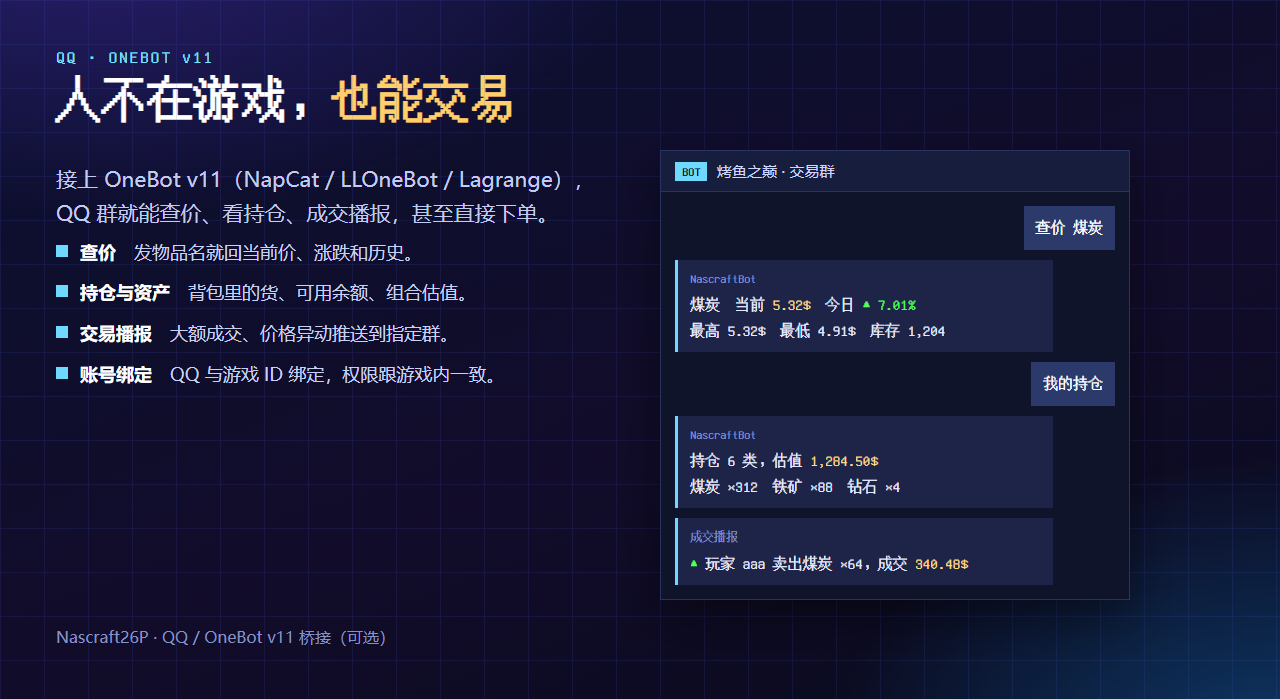 QQ · ONEBOT v11
人不在游戏，也能交易
接上 OneBot v11（NapCat / LLOneBot / Lagrange），
QQ 群就能查价、看持仓、成交播报，甚至直接下单。
查价 发物品名就回当前价、涨跌和历史。
持仓与资产 背包里的货、可用余额、组合估值。
交易播报 大额成交、价格异动推送到指定群。
账号绑定 QQ 与游戏 ID 绑定，权限跟游戏内一致。
BOT 烤鱼之巅 · 交易群
查价 煤炭
NascraftBot
煤炭 当前 5.32$ 今日 ▲ 7.01%
最高 5.32$ 最低 4.91$ 库存 1,204
我的持仓
NascraftBot
持仓 6 类，估值 1,284.50$
煤炭 ×312 铁矿 ×88 钻石 ×4
成交播报
▲ 玩家 aaa 卖出煤炭 ×64，成交 340.48$
Nascraft26P · QQ / OneBot v11 桥接（可选）